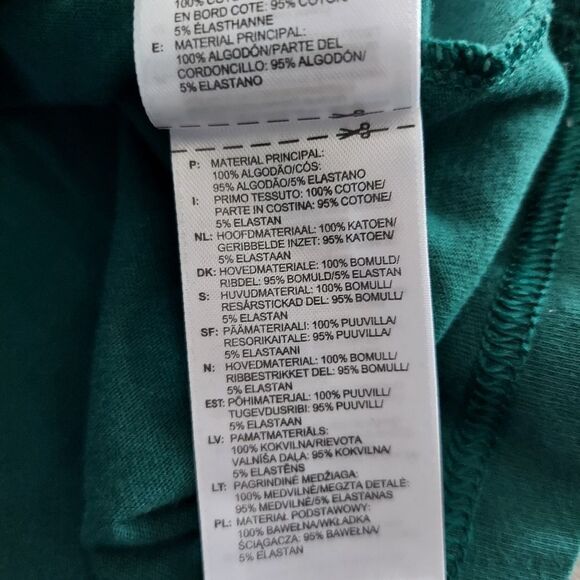 100% COTO
EN BORD COTE: 95% COTON/
5% ÉLASTHANNE
E: MATERIAL PRINCIPAL:
100% ALGODÓN/PARTE DEL
CORDONCILLO: 95% ALGODÓN/
5% ELASTANO
P: MATERIAL PRINCIPAL:
100% ALGODÃO/CÓS:
95% ALGODÃO/5% ELASTANO
I: PRIMO TESSUTO: 100% COTONE/
PARTE IN COSTINA: 95% COTONE/
5% ELASTAN
NL: HOOFDMATERIAAL: 100% KATOEN/
GERIBBELDE INZET: 95% KATOEN/
5% ELASTAAN
DK: HOVEDMATERIALE: 100% BOMULD/
RIBDEL: 95% BOMULD/5% ELASTAN
S: HUVUDMATERIAL: 100% BOMULL/
RESÅRSTICKAD DEL: 95% BOMULL/
5% ELASTAN
SF: PÄÄMATERIAALI: 100% PUUVILLA/
RESORIKAITALE: 95% PUUVILLA/
5% ELASTAANI
N: HOVEDMATERIAL: 100% BOMULL/
RIBBESTRIKKET DEL: 95% BOMULL/
5% ELASTAN
EST: PÕHIMATERJAL: 100% PUUVILL/
TUGEVDUSRIBI: 95% PUUVILL/
5% ELASTAAN
LV: PAMATMATERIĀLS:
100% KOKVILNA/RIEVOTA
VALNĪŠA DAĻA: 95% KOKVILNA/
5% ELASTĒNS
LT: PAGRINDINĖ MEDŽIAGA:
100% MEDVILNĖ/MEGZTA DETALĖ:
95% MEDVILNĖ/5% ELASTANAS
PL: MATERIAŁ PODSTAWOWY:
100% BAWEŁNA/WKŁADKA
ŚCIĄGACZA: 95% BAWEŁNA/
5% ELASTAN